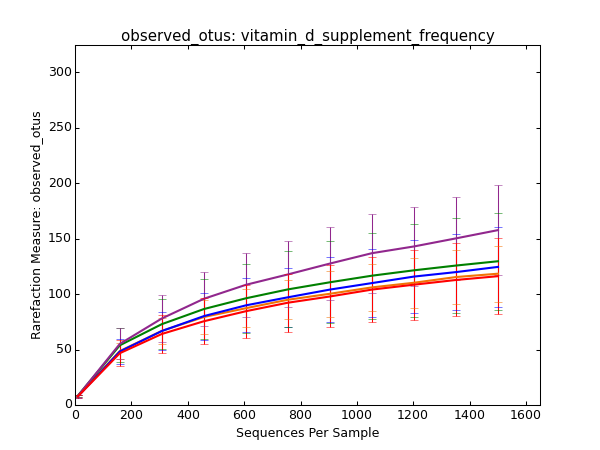 observed_otus: vitamin_d_supplement_frequency
Rarefaction Measure: observed_otus
300
250
200
150
100
50
0
0 200 400 600 800 1000 1200 1400 1600
Sequences Per Sample